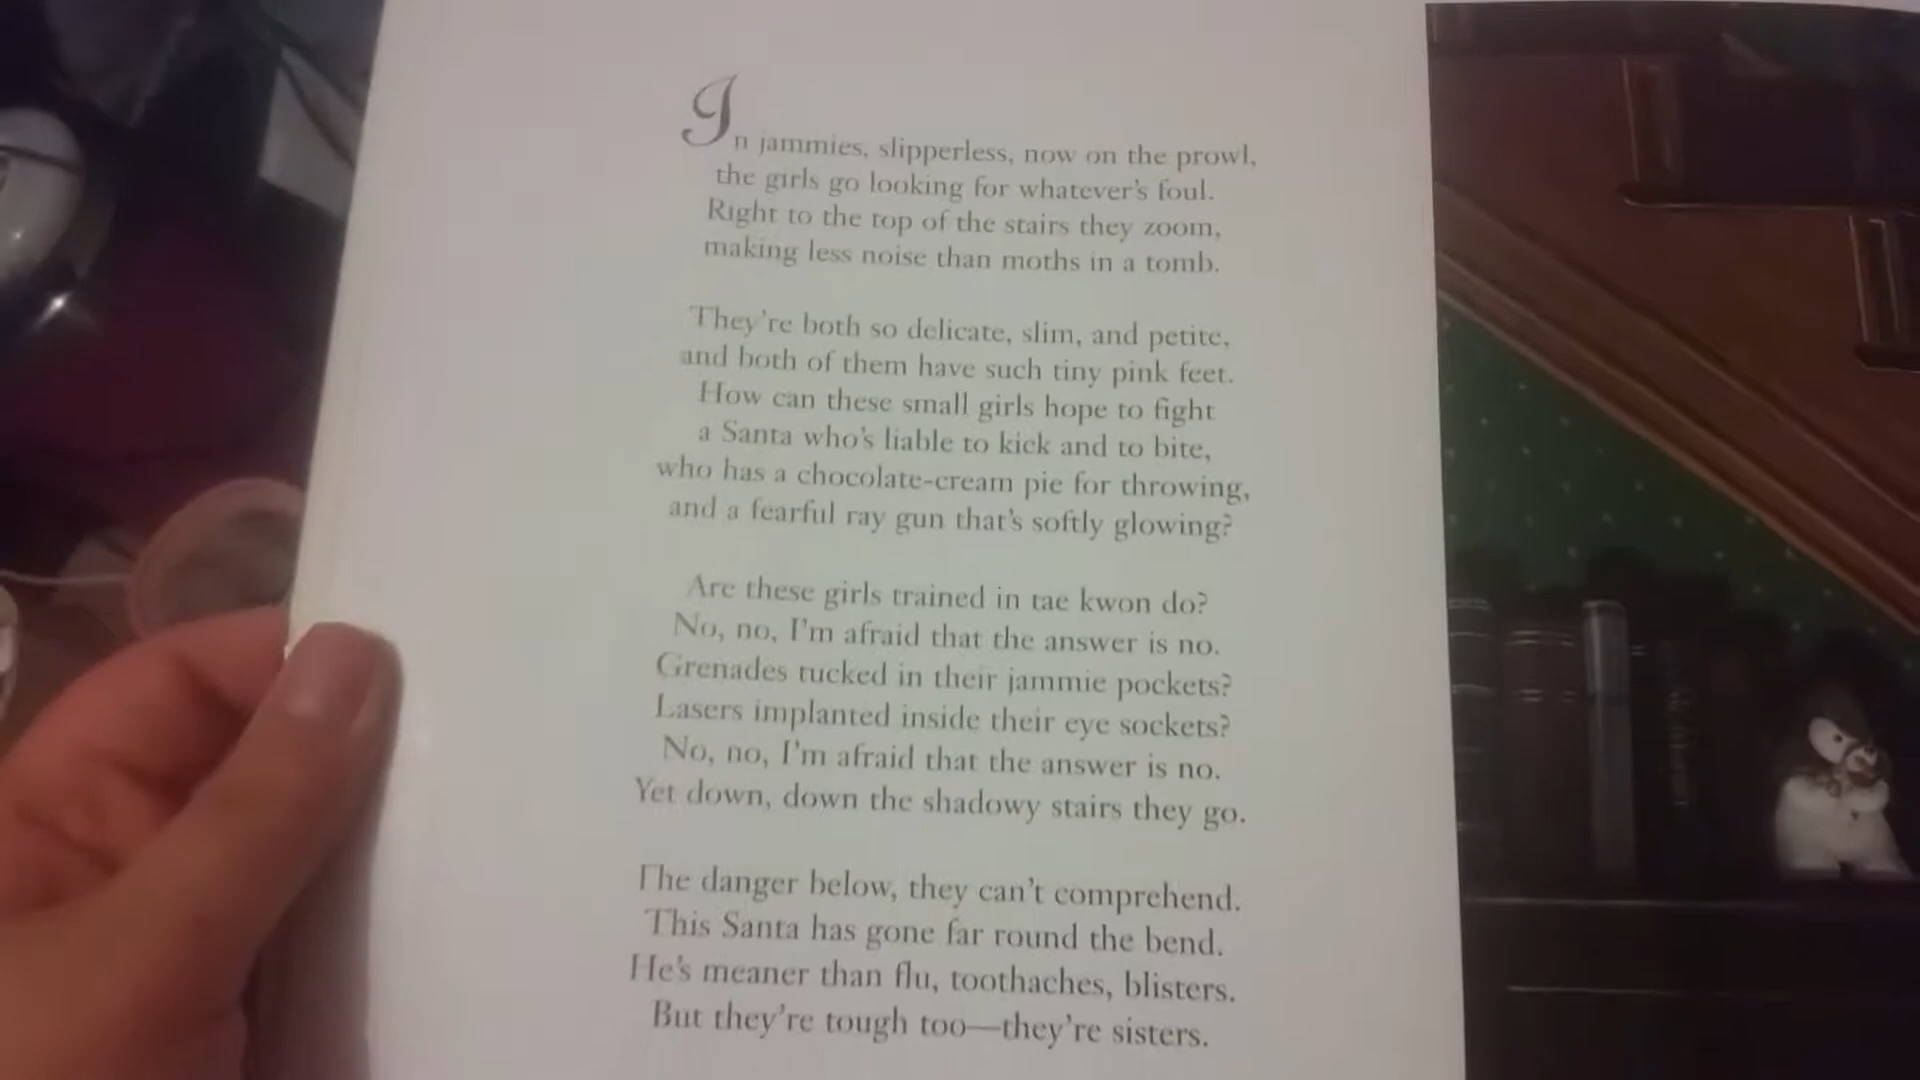 In jammies, slipperless, now on the prowl,
the girls go looking for whatever's foul.
Right to the top of the stairs they zoom,
making less noise than moths in a tomb.
They're both so delicate, slim, and petite,
and both of them have such tiny pink feet.
How can these small girls hope to fight
a Santa who's liable to kick and to bite,
who has a chocolate-cream pie for throwing,
and a fearful ray gun that's softly glowing?
Are these girls trained in tae kwon do?
No, no, I'm afraid that the answer is no.
Grenades tucked in their jammie pockets?
Lasers implanted inside their eye sockets?
No, no, I'm afraid that the answer is no.
Yet down, down the shadowy stairs they go.
The danger below, they can't comprehend.
This Santa has gone far round the bend.
He's meaner than flu, toothaches, blisters.
But they're tough too—they're sisters.